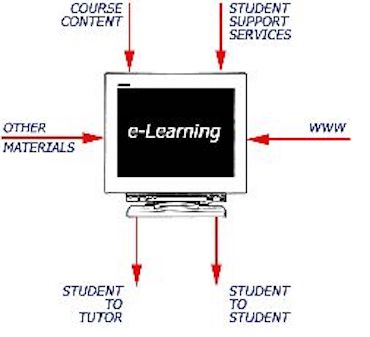 COURSE
CONTENT
STUDENT
SUPPORT
SERVICES
OTHER
MATERIALS
e-Learning
WWW
STUDENT
TO
TUTOR
STUDENT
TO
STUDENT